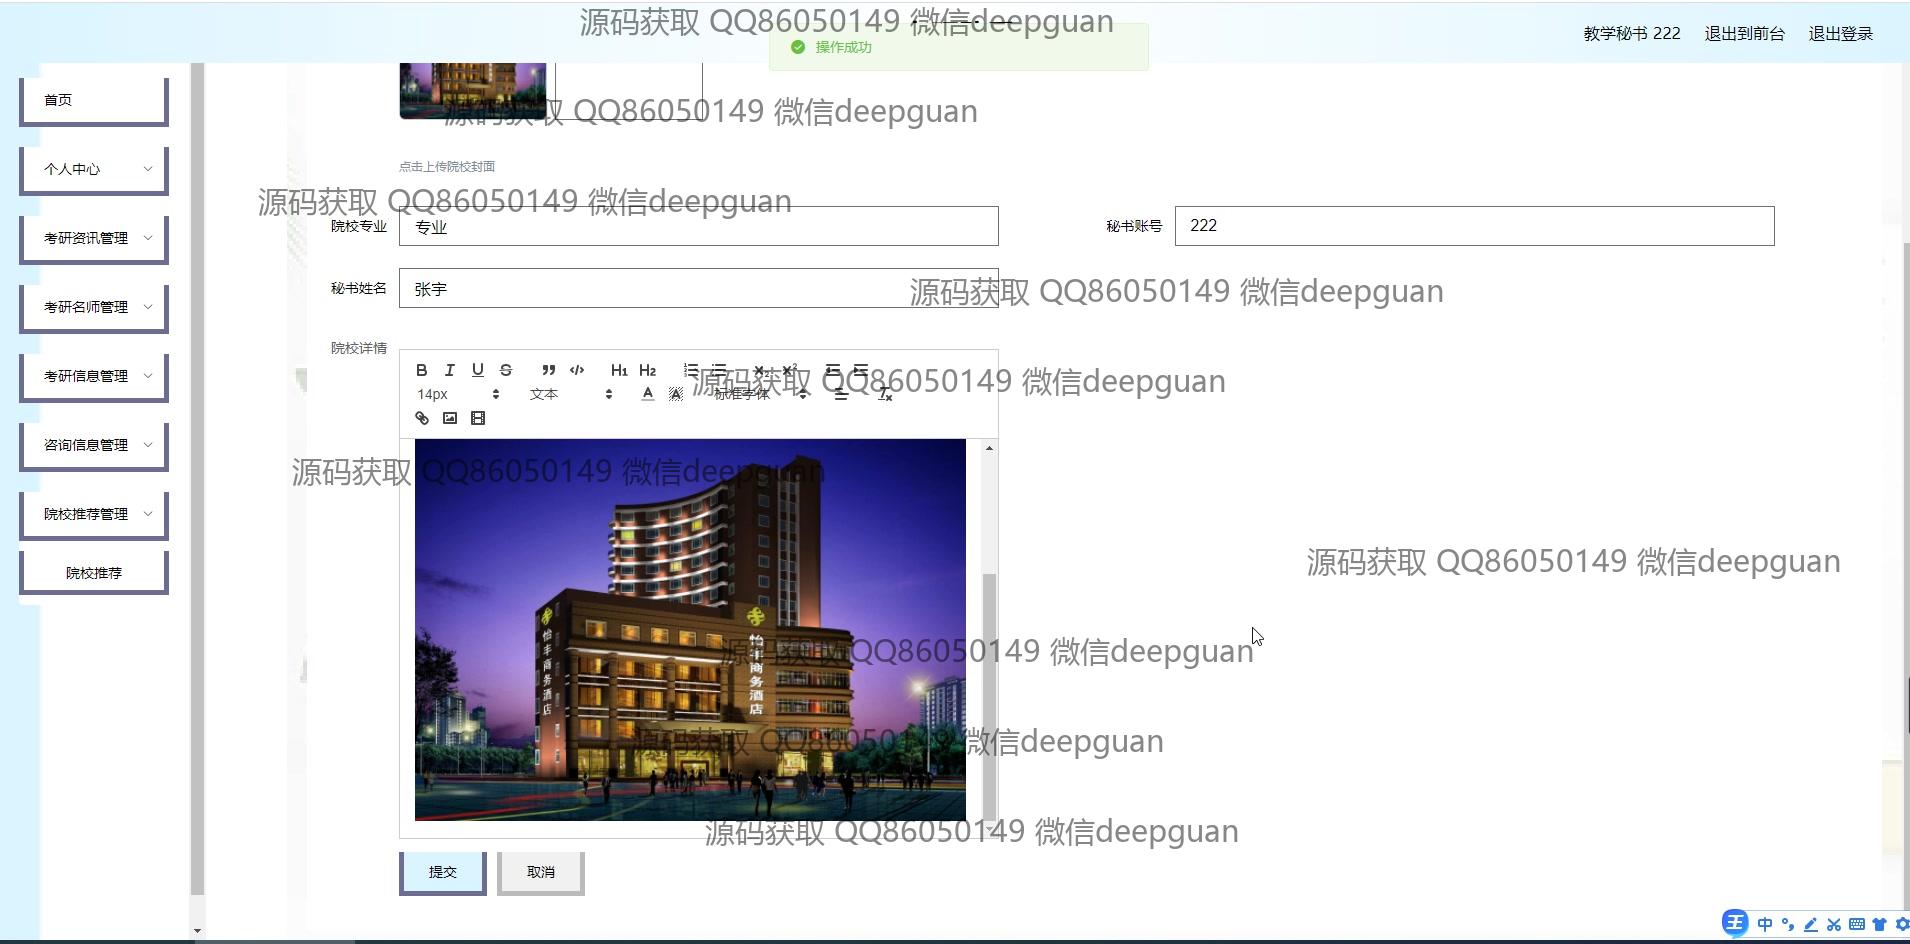 源码获取 QQ86050149 微信deepguan
教学秘书 222 退出到前台 退出登录
操作成功
首页
源码获取 QQ86050149 微信deepguan
个人中心
点击上传院校封面
源码获取 QQ86050149 微信deepguan
院校专业 专业
秘书账号 222
考研资讯管理
秘书姓名 张宇
源码获取 QQ86050149 微信deepguan
考研名师管理
院校详情
B I U S H1 H2 X2 X2
源码获取 QQ86050149 微信deepguan
考研信息管理
14px 文本 A A 标准字体 Tx
咨询信息管理
源码获取 QQ86050149 微信deepguan
院校推荐管理
源码获取 QQ86050149 微信deepguan
院校推荐
怡丰商务酒店
怡丰商务酒店
源码获取 QQ86050149 微信deepguan
源码获取 QQ86050149 微信deepguan
源码获取 QQ86050149 微信deepguan
提交 取消
王 中